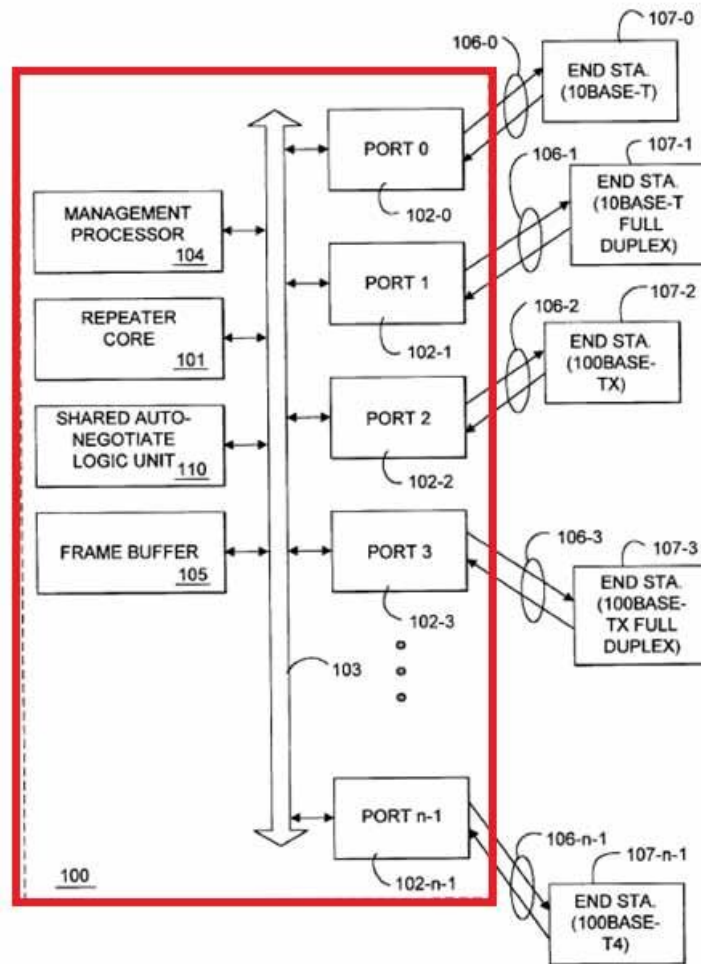 107-0
106-0
END STA.
(10BASE-T)
PORT 0
102-0
107-1
106-1
END STA.
(10BASE-T
FULL
DUPLEX)
MANAGEMENT
PROCESSOR
104
PORT 1
102-1
107-2
106-2
END STA.
(100BASE-
TX)
REPEATER
CORE
101
PORT 2
102-2
SHARED AUTO-
NEGOTIATE
LOGIC UNIT
110
107-3
106-3
END STA.
(100BASE-
TX FULL
DUPLEX)
FRAME BUFFER
105
PORT 3
102-3
103
PORT n-1
102-n-1
106-n-1
107-n-1
END STA.
(100BASE-
T4)
100